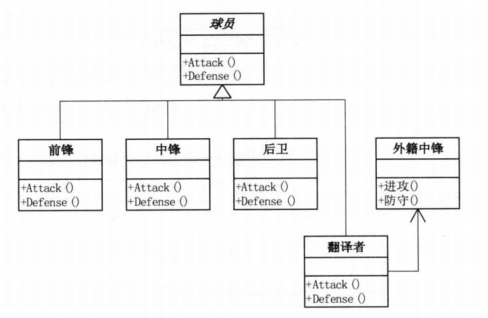 球员
+Attack()
+Defense()
前锋
+Attack()
+Defense()
中锋
+Attack()
+Defense()
后卫
+Attack()
+Defense()
外籍中锋
+进攻()
+防守()
翻译者
+Attack()
+Defense()